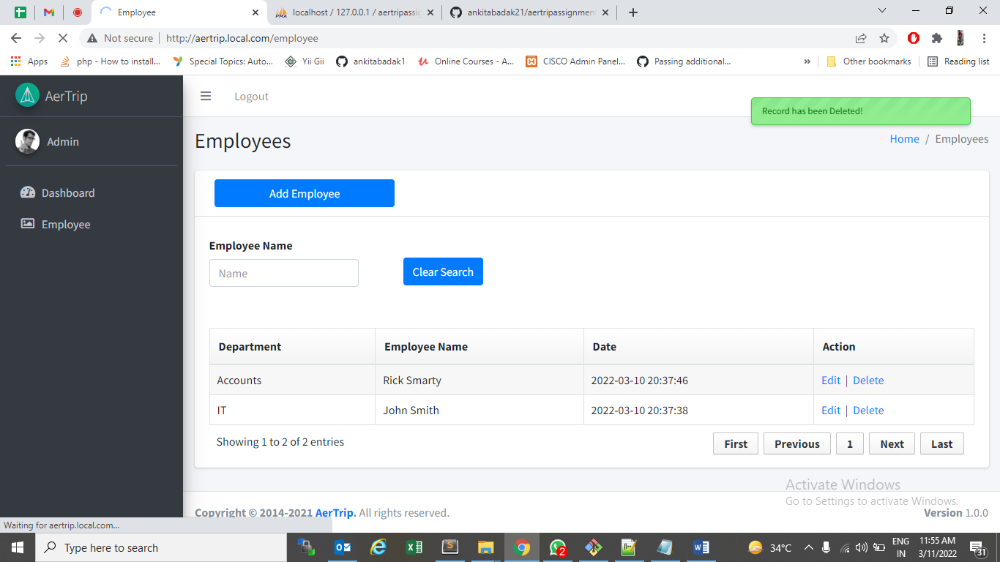 Employee
localhost / 127.0.0.1 / aertripassig
ankitabadak21/aertripassignment
Not secure
http://aertrip.local.com/employee
Apps
php - How to install...
Special Topics: Auto...
Yii Gii
ankitabadak1
Online Courses - A...
CISCO Admin Panel...
Passing additional...
»
Other bookmarks
Reading list
AerTrip
Logout
Record has been Deleted!
Admin
Employees
Home / Employees
Dashboard
Employee
Add Employee
Employee Name
Name
Clear Search
Department Employee Name Date Action
Accounts Rick Smarty 2022-03-10 20:37:46 Edit | Delete
IT John Smith 2022-03-10 20:37:38 Edit | Delete
Showing 1 to 2 of 2 entries
First Previous 1 Next Last
Activate Windows
Go to Settings to activate Windows.
Copyright © 2014-2021 AerTrip. All rights reserved.
Version 1.0.0
Waiting for aertrip.local.com...
Type here to search
2
34°C
ENG
IN
11:55 AM
3/11/2022
31